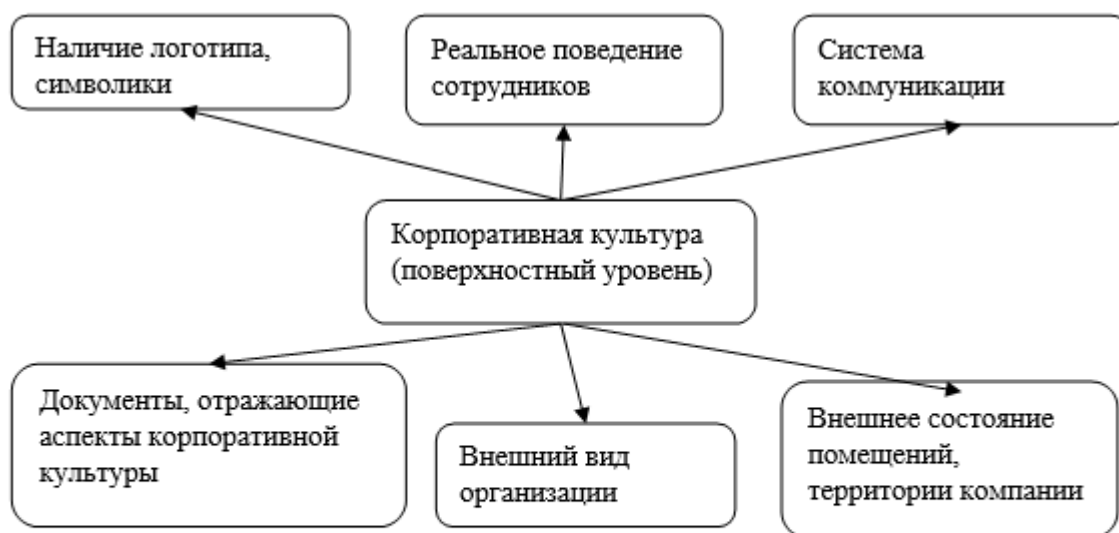 Наличие логотипа,
символики
Реальное поведение
сотрудников
Система
коммуникации
Корпоративная культура
(поверхностный уровень)
Документы, отражающие
аспекты корпоративной
культуры
Внешний вид
организации
Внешнее состояние
помещений,
территории компании